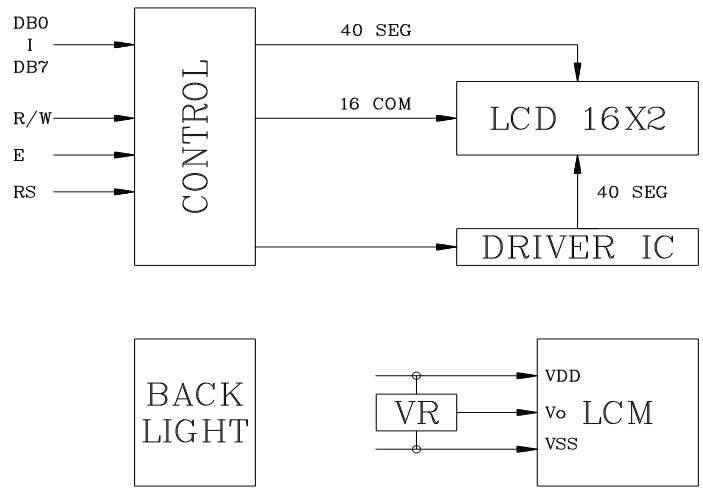 DB0
I
DB7
R/W
E
RS
CONTROL
40 SEG
16 COM
LCD 16X2
40 SEG
DRIVER IC
BACK
LIGHT
VR
VDD
Vo
VSS
LCM